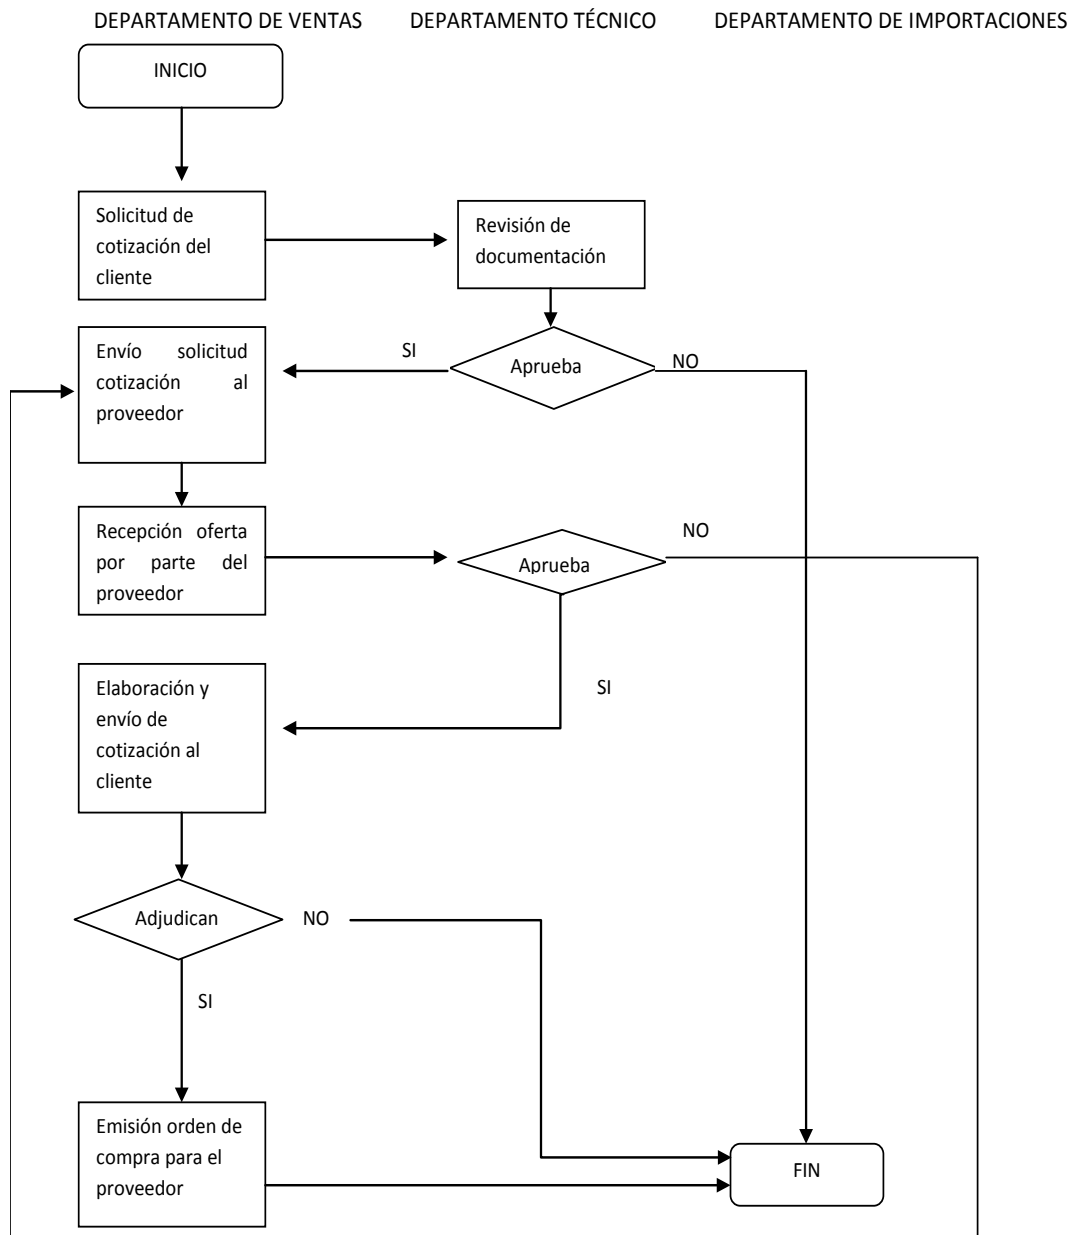 DEPARTAMENTO DE VENTAS
DEPARTAMENTO TÉCNICO
DEPARTAMENTO DE IMPORTACIONES
INICIO
Solicitud de
cotización del
cliente
Revisión de
documentación
Envío solicitud
cotización al
proveedor
SI
Aprueba
NO
Recepción oferta
por parte del
proveedor
Aprueba
NO
SI
Elaboración y
envío de
cotización al
cliente
Adjudican
NO
SI
Emisión orden de
compra para el
proveedor
FIN